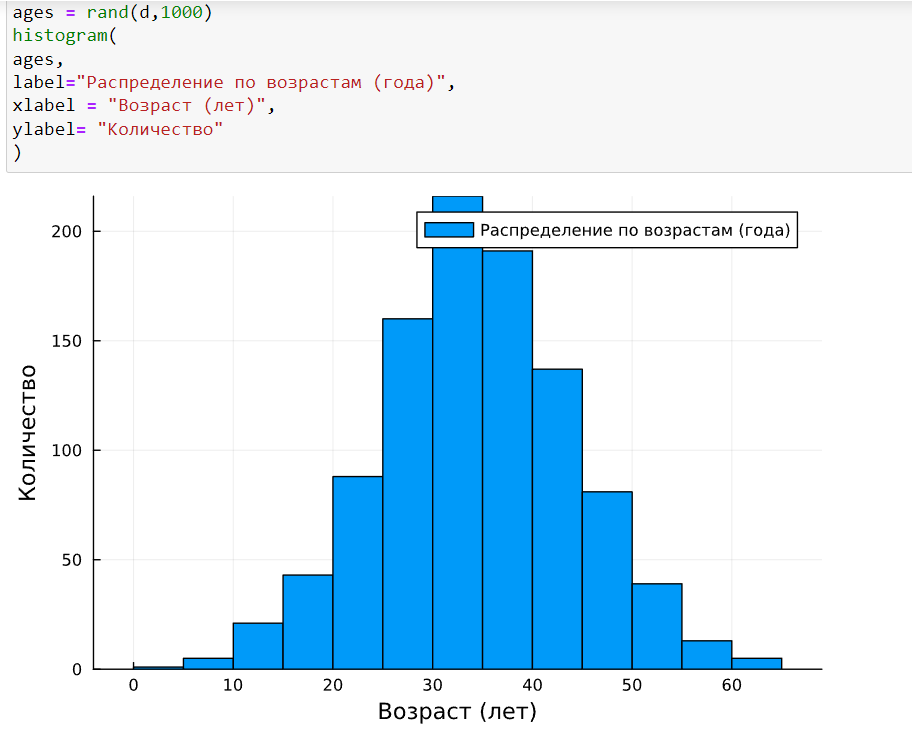 ages = rand(d,1000)
histogram(
ages,
label="Распределение по возрастам (года)",
xlabel = "Возраст (лет)",
ylabel= "Количество"
)
200
Распределение по возрастам (года)
150
Количество
100
50
0
0 10 20 30 40 50 60
Возраст (лет)